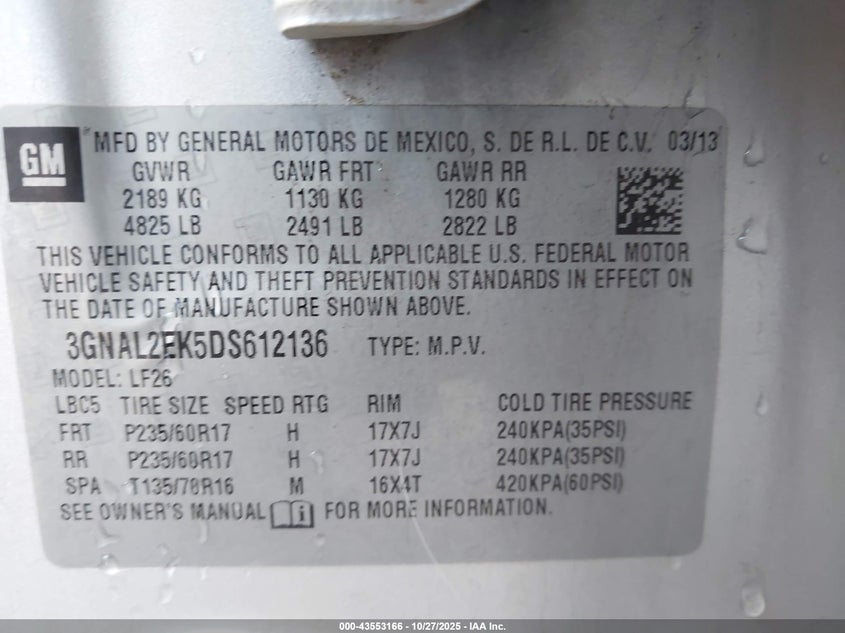 GM
MFD BY GENERAL MOTORS DE MEXICO, S. DE R.L. DE C.V. 03/13
GVWR GAWR FRT GAWR RR
2189 KG 1130 KG 1280 KG
4825 LB 2491 LB 2822 LB
THIS VEHICLE CONFORMS TO ALL APPLICABLE U.S. FEDERAL MOTOR
VEHICLE SAFETY AND THEFT PREVENTION STANDARDS IN EFFECT ON
THE DATE OF MANUFACTURE SHOWN ABOVE.
3GNAL2EK5DS612136 TYPE: M.P.V.
MODEL: LF26
LBC5 TIRE SIZE SPEED RTG RIM COLD TIRE PRESSURE
FRT P235/60R17 H 17X7J 240KPA(35PSI)
RR P235/60R17 H 17X7J 240KPA(35PSI)
SPA T135/70R16 M 16X4T 420KPA(60PSI)
SEE OWNER'S MANUAL i FOR MORE INFORMATION.
000-43553166 - 10/27/2025 - IAA Inc.